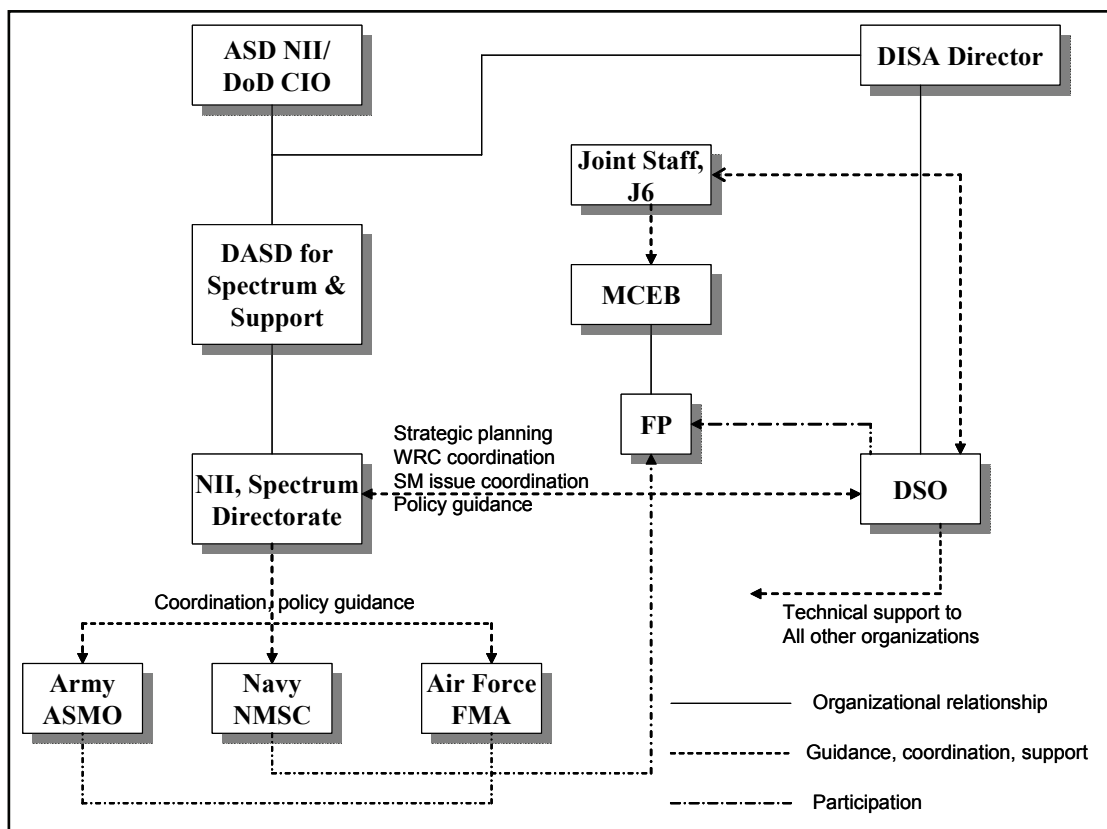 ASD NII/
DoD CIO
DISA Director
Joint Staff,
J6
DASD for
Spectrum &
Support
MCEB
FP
Strategic planning
WRC coordination
SM issue coordination
Policy guidance
NII, Spectrum
Directorate
DSO
Coordination, policy guidance
Technical support to
All other organizations
Army
ASMO
Navy
NMSC
Air Force
FMA
Organizational relationship
Guidance, coordination, support
Participation